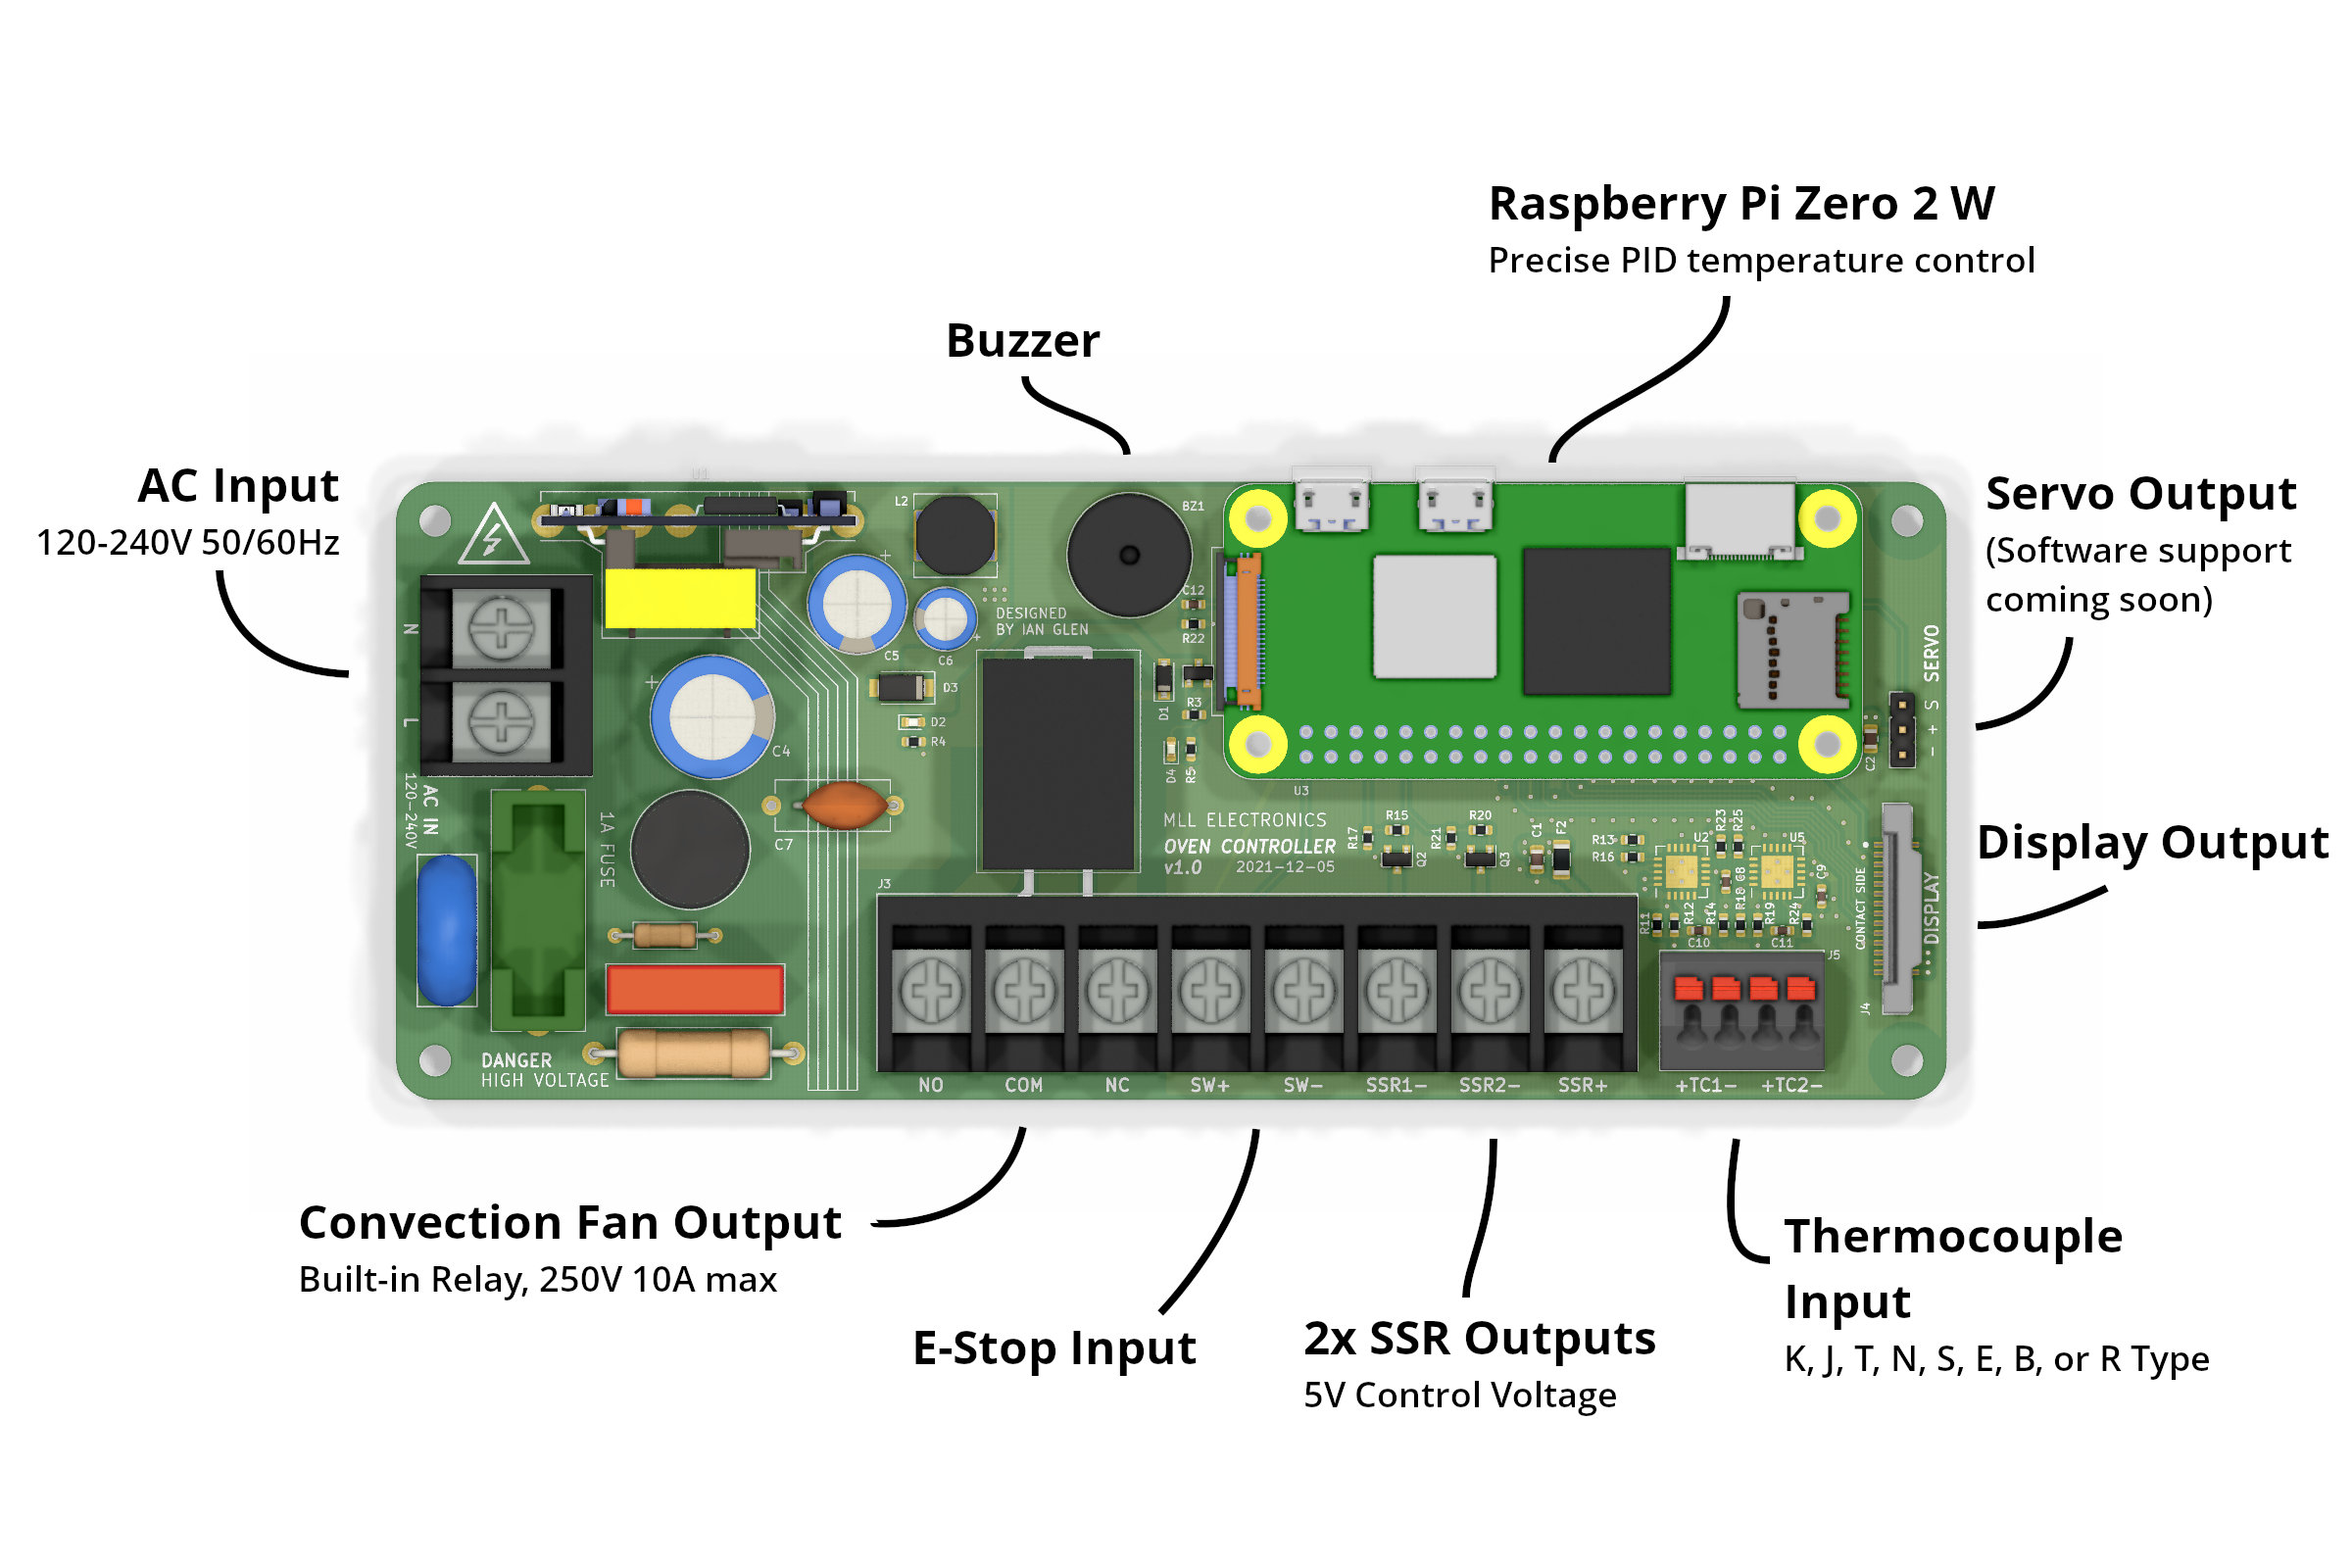 Raspberry Pi Zero 2 W
Precise PID temperature control
Buzzer
AC Input
120-240V 50/60Hz
Servo Output
(Software support
coming soon)
Display Output
L2
BZ1
C12
R22
DESIGNED
BY IAN GLEN
C5
C6
D3
D2
R4
C4
C7
D1
R3
D4
R5
U3
N
L
AC IN
120-240V
1A FUSE
DANGER
HIGH VOLTAGE
MLL ELECTRONICS
OVEN CONTROLLER
v1.0
2021-12-05
J3
R17
R15
Q2
R21
R20
Q3
C1
F2
R13
R16
U2
R23
R25
U5
C9
C8
R11
R12
R14
R18
R19
R24
C10
C11
J5
C2
SERVO
- + S
CONTACT SIDE
DISPLAY
J4
NO
COM
NC
SW+
SW-
SSR1-
SSR2-
SSR+
+TC1-
+TC2-
Convection Fan Output
Built-in Relay, 250V 10A max
E-Stop Input
2x SSR Outputs
5V Control Voltage
Thermocouple
Input
K, J, T, N, S, E, B, or R Type